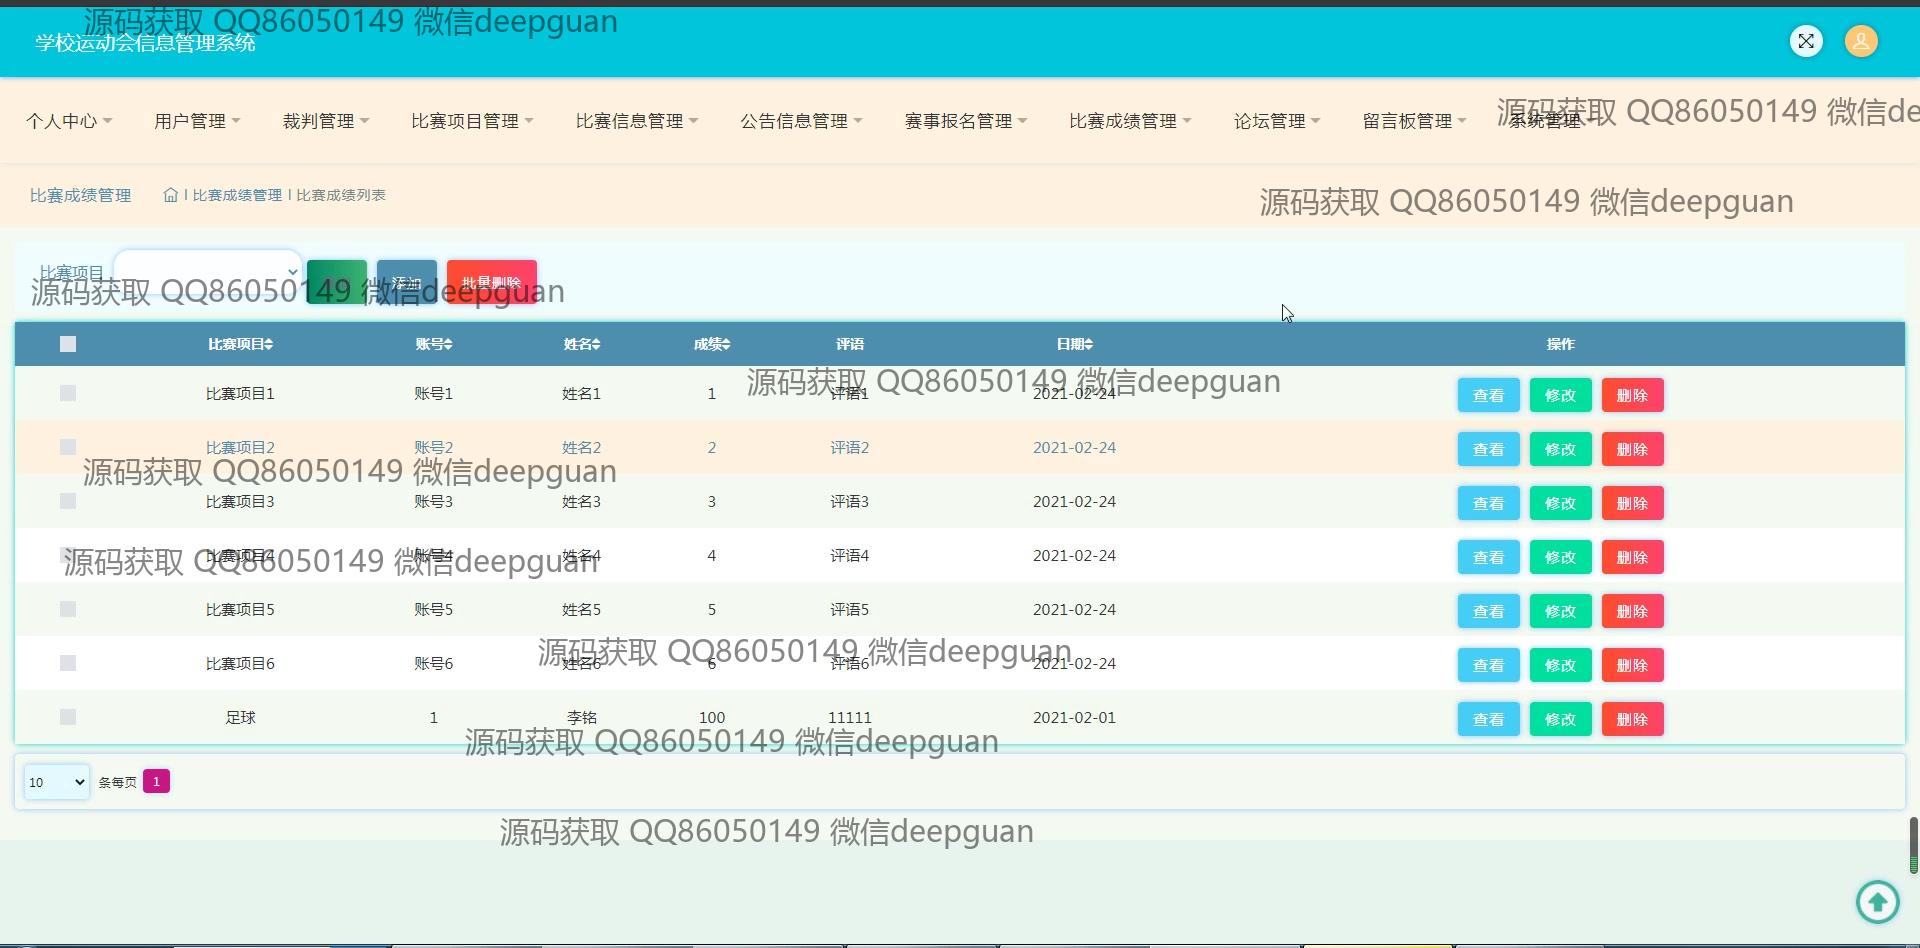 源码获取 QQ86050149 微信deepguan
学校运动会信息管理系统
个人中心 用户管理 裁判管理 比赛项目管理 比赛信息管理 公告信息管理 赛事报名管理 比赛成绩管理 论坛管理 留言板管理 系统管理
源码获取 QQ86050149 微信de
比赛成绩管理 比赛成绩管理 比赛成绩列表
源码获取 QQ86050149 微信deepguan
比赛项目 添加 批量删除
源码获取 QQ86050149 微信deepguan
比赛项目 账号 姓名 成绩 评语 日期 操作
源码获取 QQ86050149 微信deepguan
比赛项目1 账号1 姓名1 1 评语1 2021-02-24 查看 修改 删除
比赛项目2 账号2 姓名2 2 评语2 2021-02-24 查看 修改 删除
源码获取 QQ86050149 微信deepguan
比赛项目3 账号3 姓名3 3 评语3 2021-02-24 查看 修改 删除
比赛项目4 账号4 姓名4 4 评语4 2021-02-24 查看 修改 删除
源码获取 QQ86050149 微信deepguan
比赛项目5 账号5 姓名5 5 评语5 2021-02-24 查看 修改 删除
源码获取 QQ86050149 微信deepguan
比赛项目6 账号6 姓名6 6 评语6 2021-02-24 查看 修改 删除
足球 1 李铭 100 11111 2021-02-01 查看 修改 删除
源码获取 QQ86050149 微信deepguan
10 条每页 1
源码获取 QQ86050149 微信deepguan